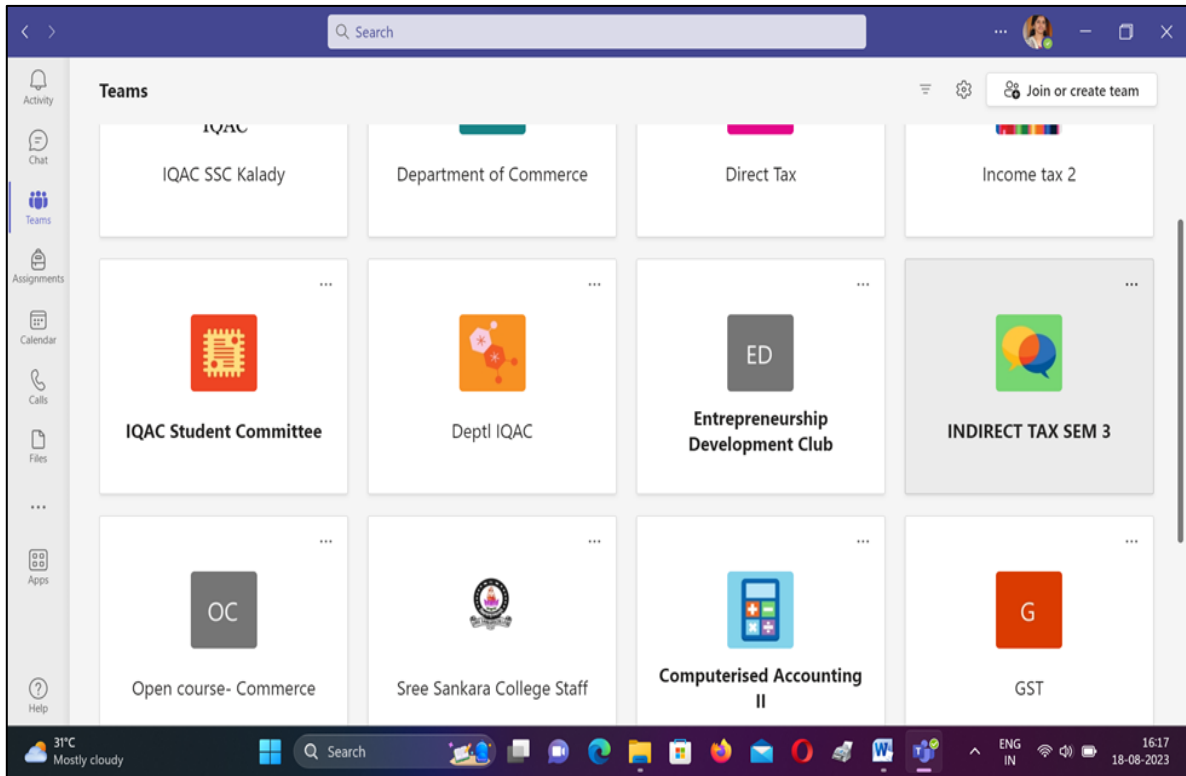 Search
Activity
Chat
Teams
Assignments
Calendar
Calls
Files
Apps
Help
Teams
Join or create team
IQAC
IQAC SSC Kalady
Department of Commerce
Direct Tax
Income tax 2
IQAC Student Committee
Deptl IQAC
ED
Entrepreneurship
Development Club
INDIRECT TAX SEM 3
OC
Open course- Commerce
Sree Sankara College Staff
Computerised Accounting
II
G
GST
31°C
Mostly cloudy
Search
ENG
IN
16:17
18-08-2023